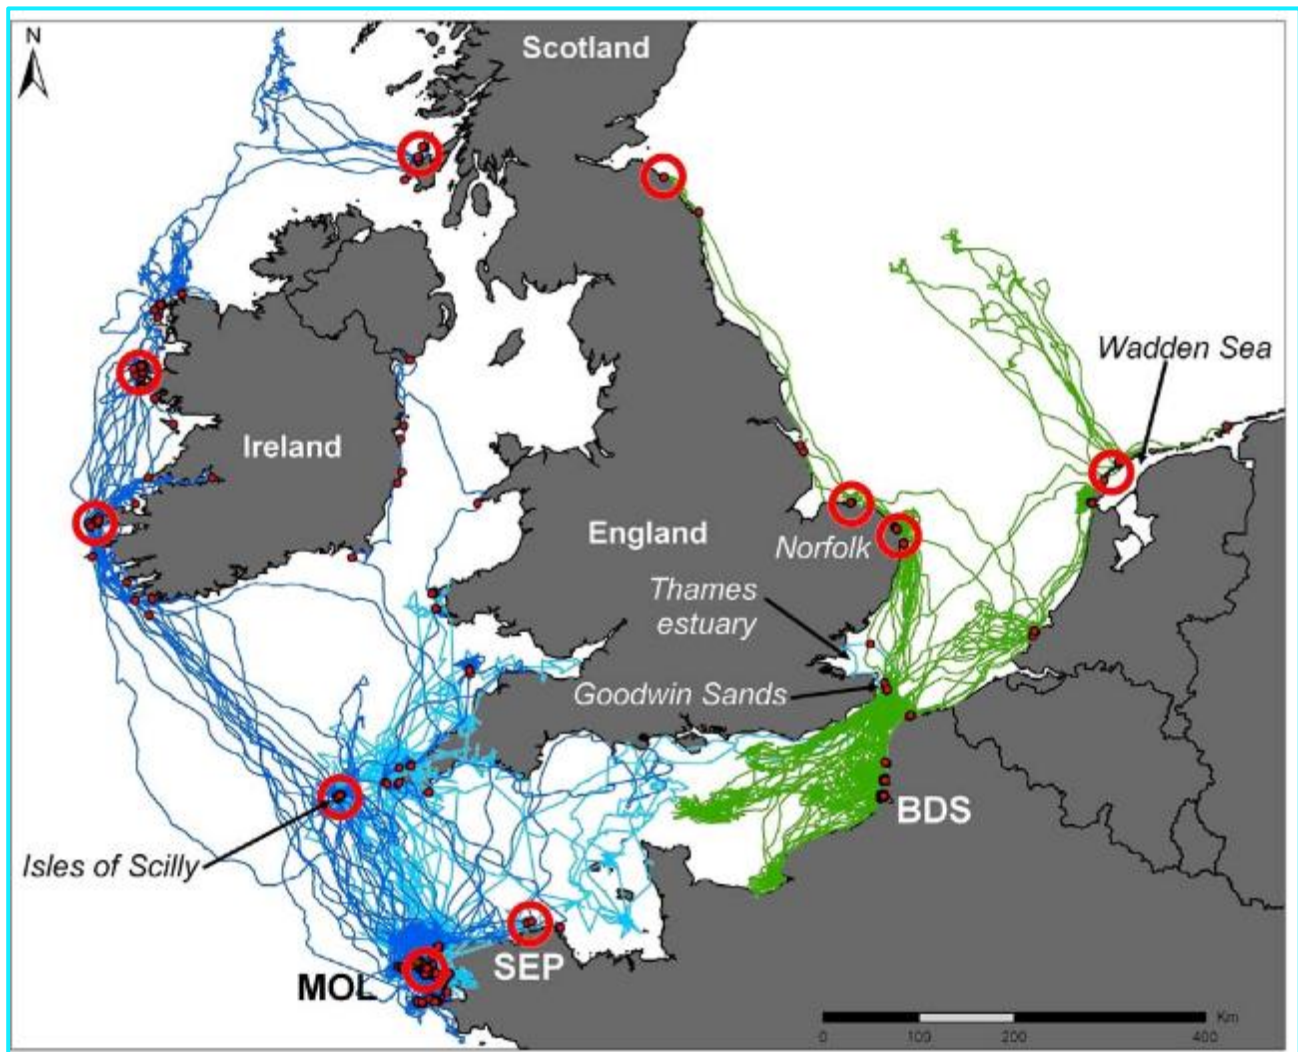 N
Scotland
Wadden Sea
Ireland
England
Norfolk
Thames
estuary
Goodwin Sands
BDS
Isles of Scilly
SEP
MOL
Km
0 100 200 400